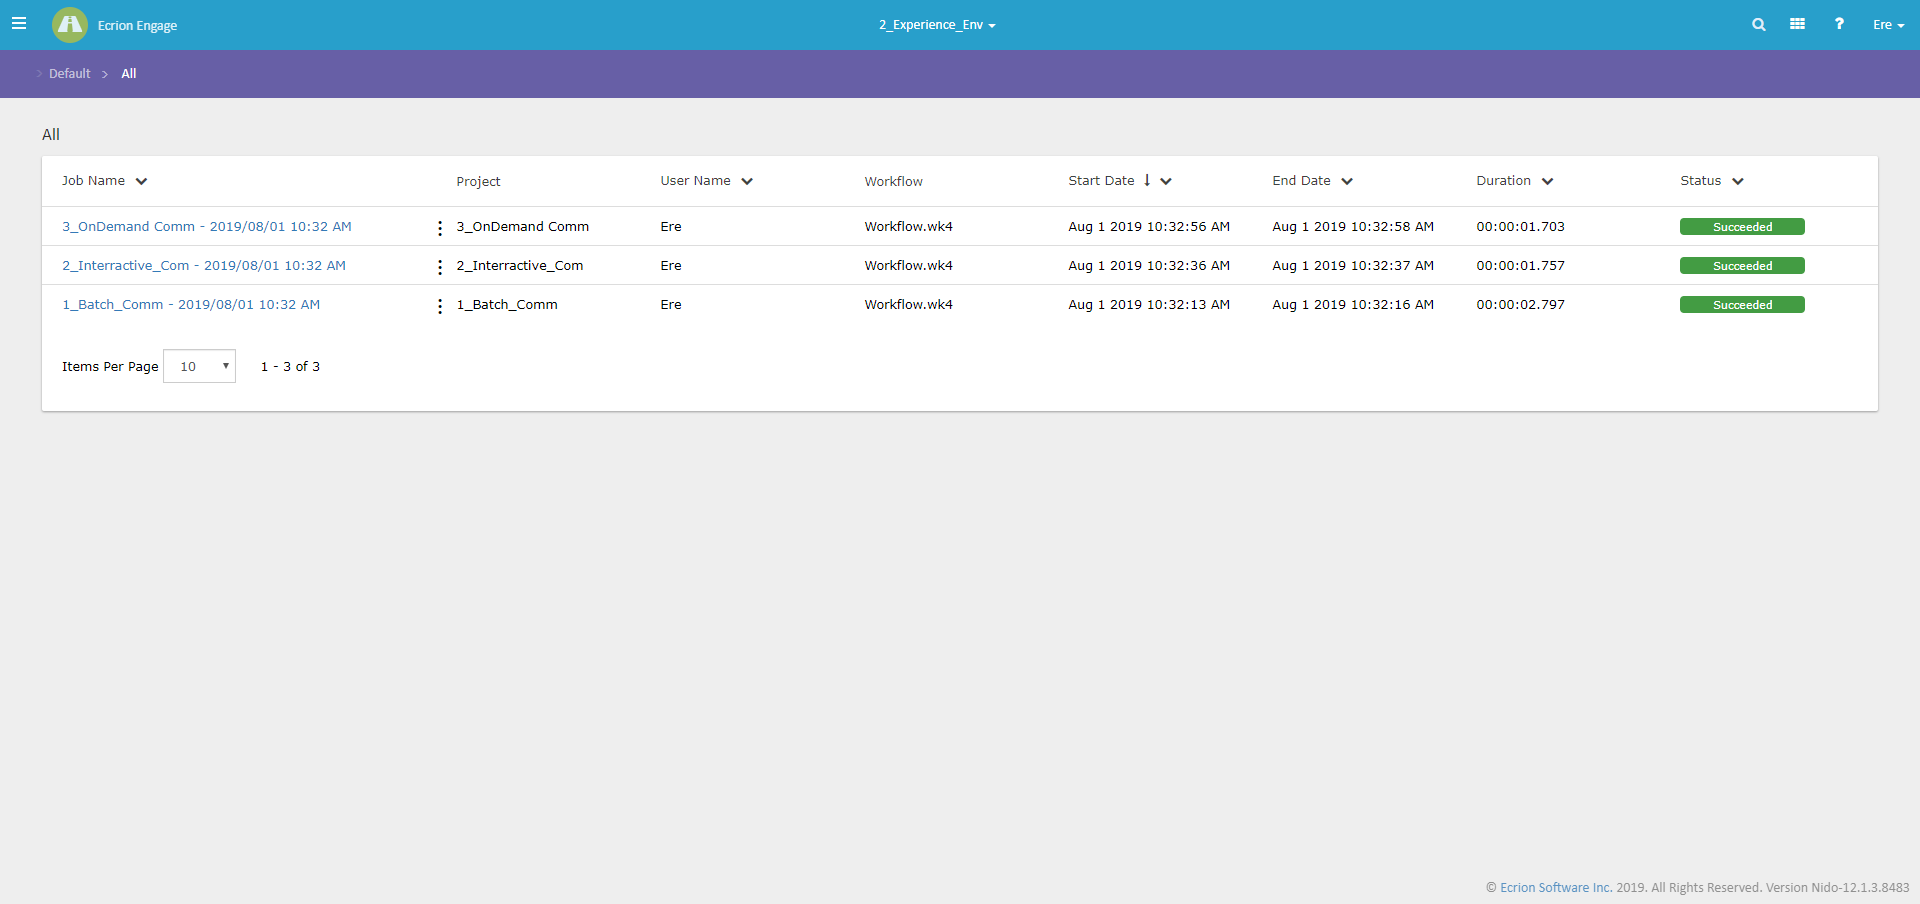 Ecrion Engage 2_Experience_Env ? Ere
Default > All
All
Job Name Project User Name Workflow Start Date End Date Duration Status
3_OnDemand Comm - 2019/08/01 10:32 AM 3_OnDemand Comm Ere Workflow.wk4 Aug 1 2019 10:32:56 AM Aug 1 2019 10:32:58 AM 00:00:01.703 Succeeded
2_Interractive_Com - 2019/08/01 10:32 AM 2_Interractive_Com Ere Workflow.wk4 Aug 1 2019 10:32:36 AM Aug 1 2019 10:32:37 AM 00:00:01.757 Succeeded
1_Batch_Comm - 2019/08/01 10:32 AM 1_Batch_Comm Ere Workflow.wk4 Aug 1 2019 10:32:13 AM Aug 1 2019 10:32:16 AM 00:00:02.797 Succeeded
Items Per Page 10 1 - 3 of 3
© Ecrion Software Inc. 2019. All Rights Reserved. Version Nido-12.1.3.8483